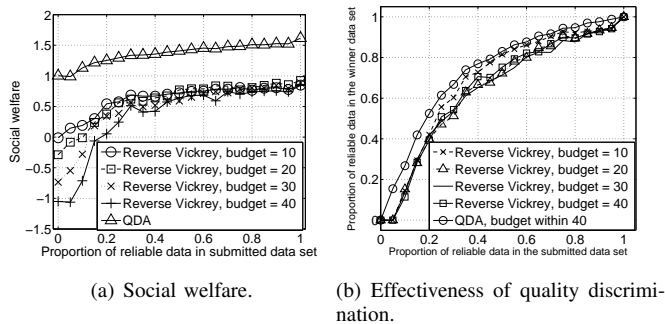 Social welfare
2
1.5
1
0.5
0
-0.5
-1
-1.5
0 0.2 0.4 0.6 0.8 1
Proportion of reliable data in submitted data set
Reverse Vickrey, budget = 10
Reverse Vickrey, budget = 20
Reverse Vickrey, budget = 30
Reverse Vickrey, budget = 40
QDA
(a) Social welfare.
Proportion of reliable data in the winner data set
1
0.8
0.6
0.4
0.2
0
0 0.2 0.4 0.6 0.8 1
Proportion of reliable data in the submitted data set
Reverse Vickrey, budget = 10
Reverse Vickrey, budget = 20
Reverse Vickrey, budget = 30
Reverse Vickrey, budget = 40
QDA, budget within 40
(b) Effectiveness of quality discrimi-
nation.